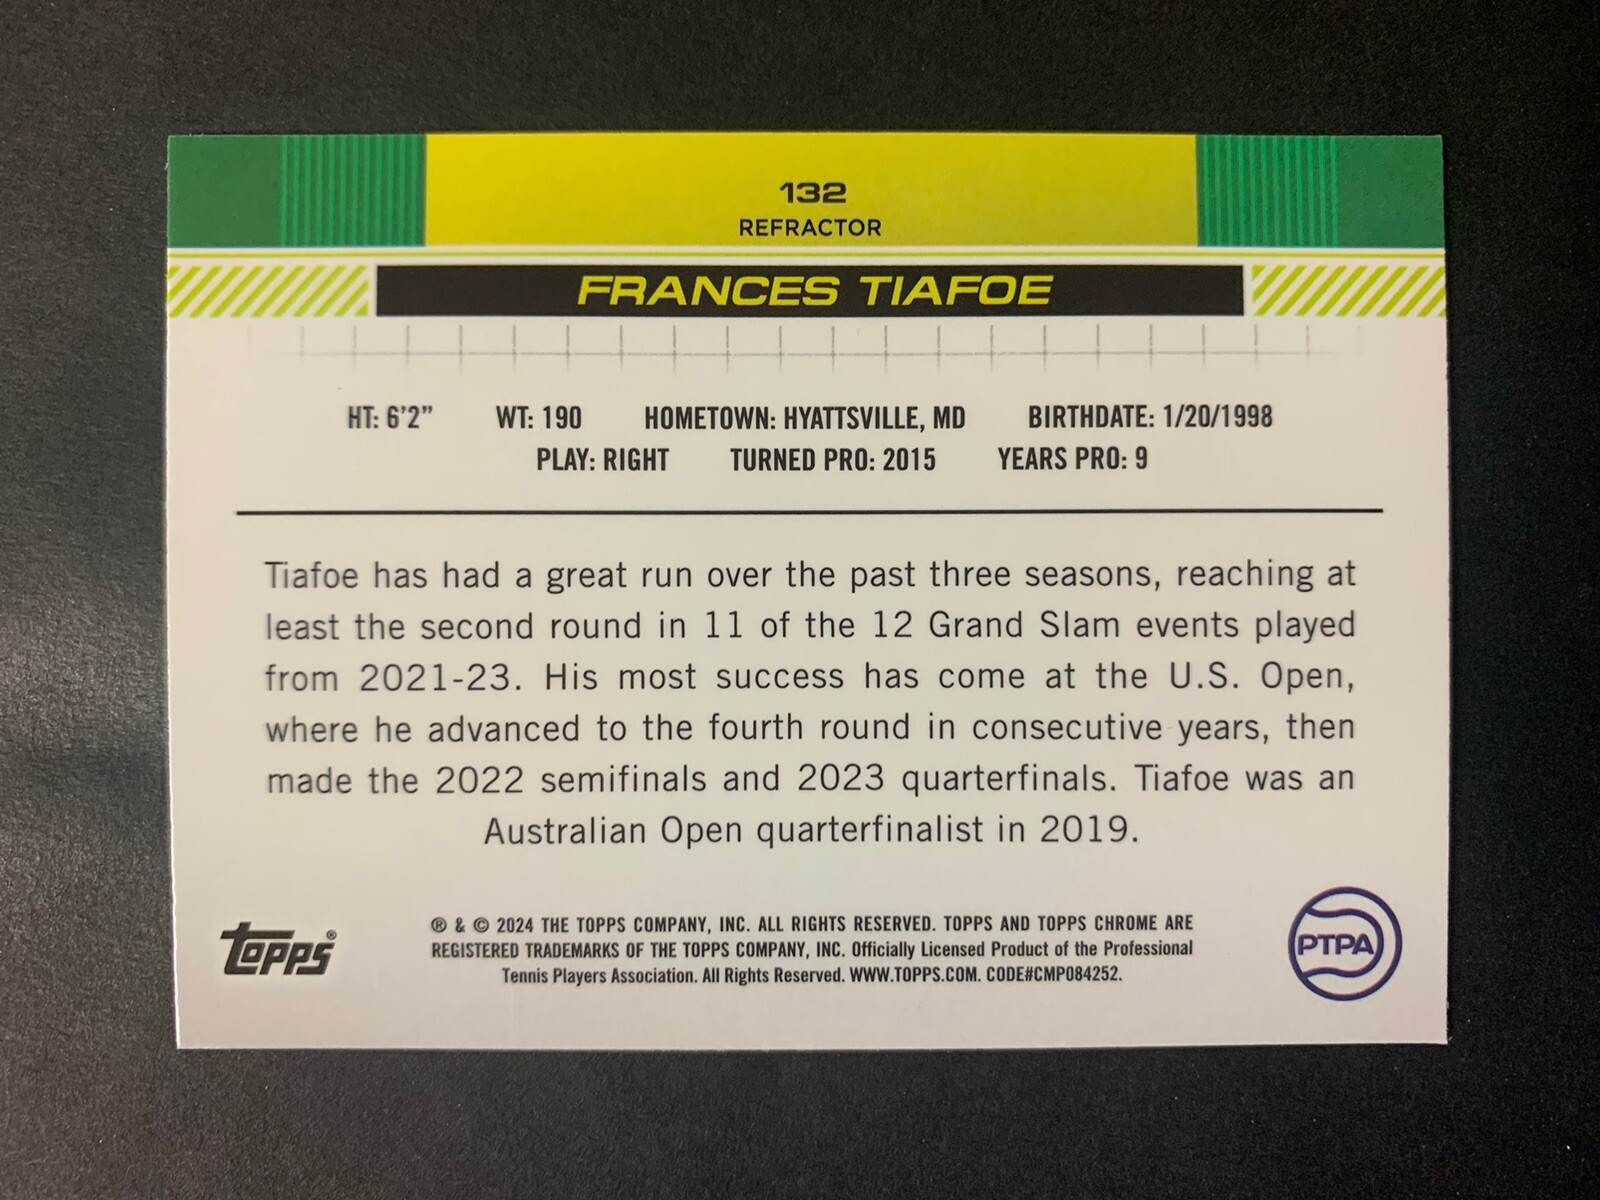 132
REFRACTOR
FRANCES TIAFOE
HT: 6'2" WT: 190 HOMETOWN: HYATTSVILLE, MD BIRTHDATE: 1/20/1998
PLAY: RIGHT TURNED PRO: 2015 YEARS PRO: 9
Tiafoe has had a great run over the past three seasons, reaching at
least the second round in 11 of the 12 Grand Slam events played
from 2021-23. His most success has come at the U.S. Open,
where he advanced to the fourth round in consecutive years, then
made the 2022 semifinals and 2023 quarterfinals. Tiafoe was an
Australian Open quarterfinalist in 2019.
topps®
® & © 2024 THE TOPPS COMPANY, INC. ALL RIGHTS RESERVED. TOPPS AND TOPPS CHROME ARE
REGISTERED TRADEMARKS OF THE TOPPS COMPANY, INC. Officially Licensed Product of the Professional
Tennis Players Association. All Rights Reserved. WWW.TOPPS.COM. CODE#CMP084252.
PTPA